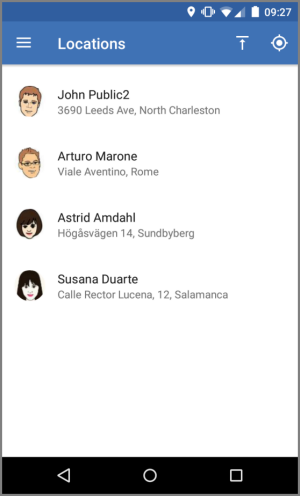 09:27
Locations
John Public2
3690 Leeds Ave, North Charleston
Arturo Marone
Viale Aventino, Rome
Astrid Amdahl
Högåsvägen 14, Sundbyberg
Susana Duarte
Calle Rector Lucena, 12, Salamanca